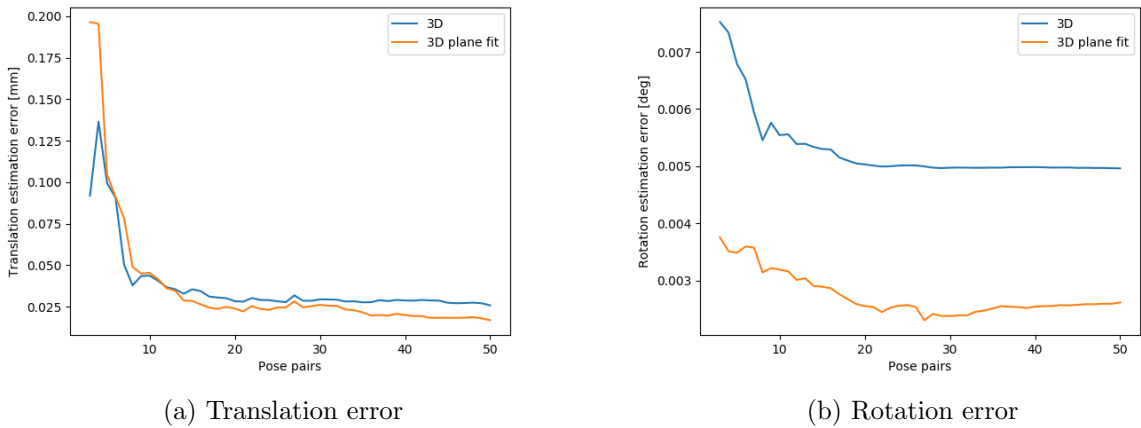 0.200
0.175
0.150
0.125
0.100
0.075
0.050
0.025
Translation estimation error [mm]
3D
3D plane fit
10
20
30
40
50
Pose pairs
(a) Translation error
0.007
0.006
0.005
0.004
0.003
Rotation estimation error [deg]
3D
3D plane fit
10
20
30
40
50
Pose pairs
(b) Rotation error